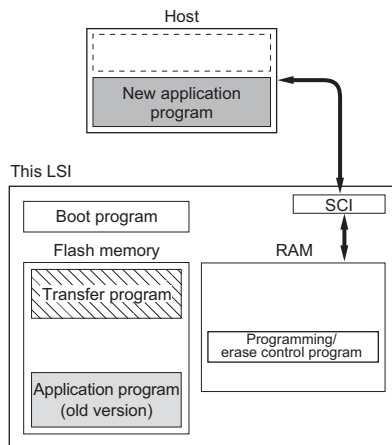 Host
New application
program
This LSI
SCI
Boot program
Flash memory
RAM
Transfer program
Programming/
erase control program
Application program
(old version)